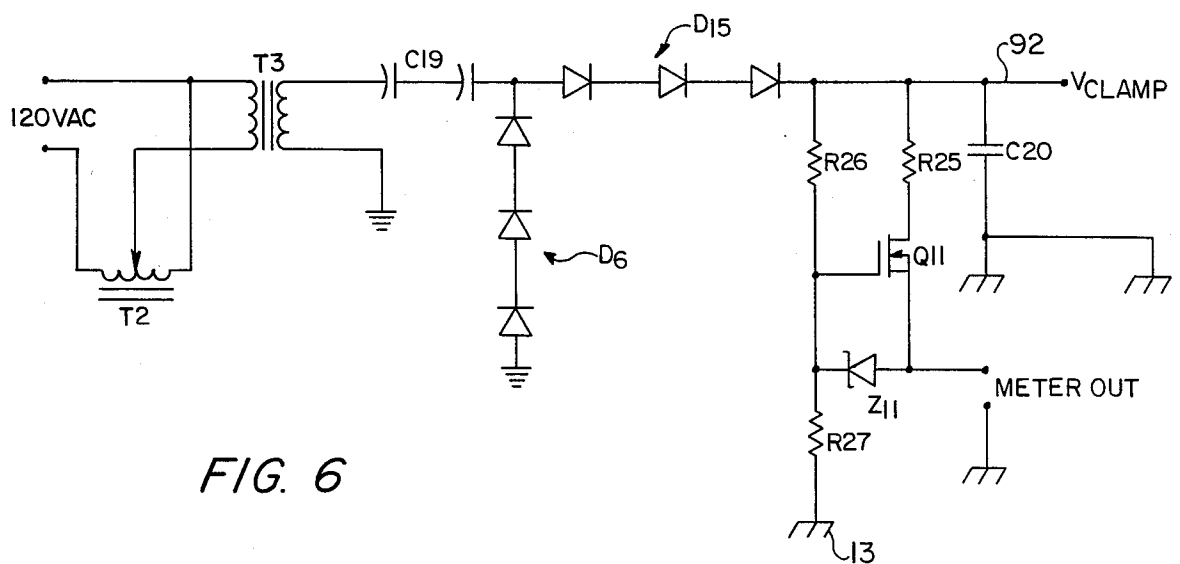 D15
92
T3
C19
VCLAMP
120VAC
R26
R25
C20
Q11
D6
T2
METER OUT
Z11
R27
FIG. 6
13